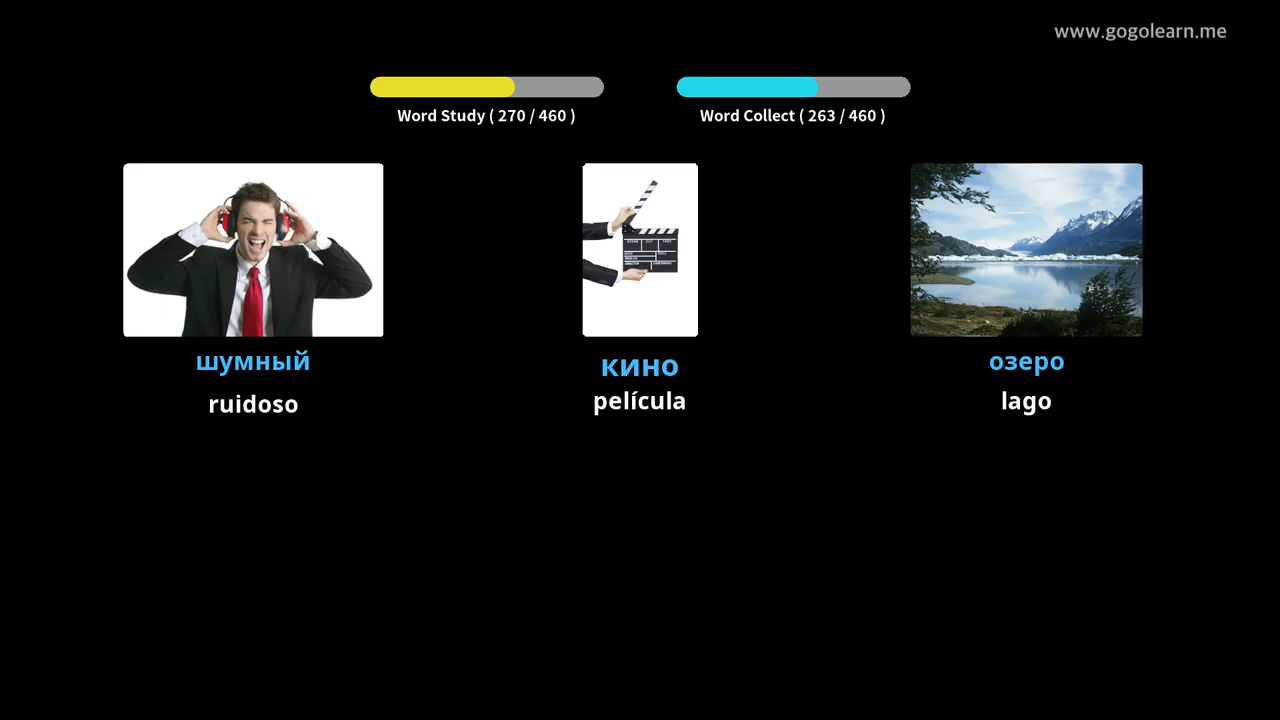 www.gogolearn.me
Word Study ( 270 / 460 )
Word Collect ( 263 / 460 )
шумный
кино
озеро
ruidoso
película
lago